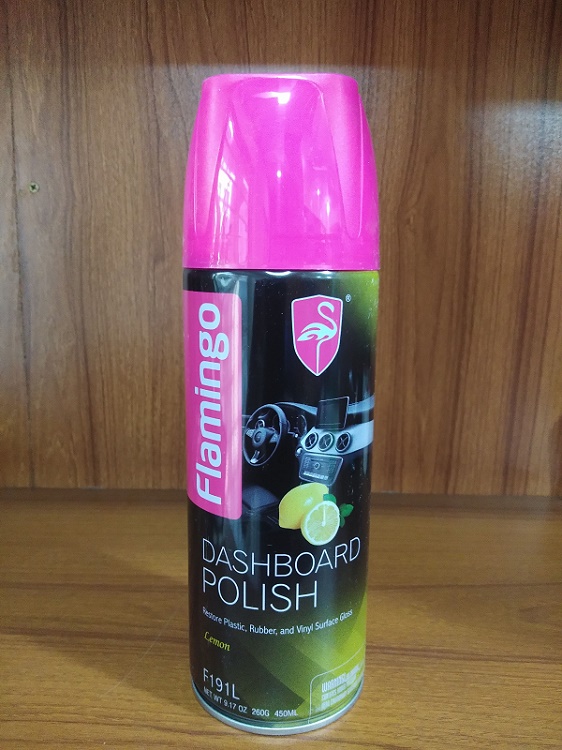 Flamingo
®
DASHBOARD
POLISH
Restore Plastic, Rubber, and Vinyl Surface Gloss
Lemon
F191L
NET WT 9.17 OZ 260G 450ML